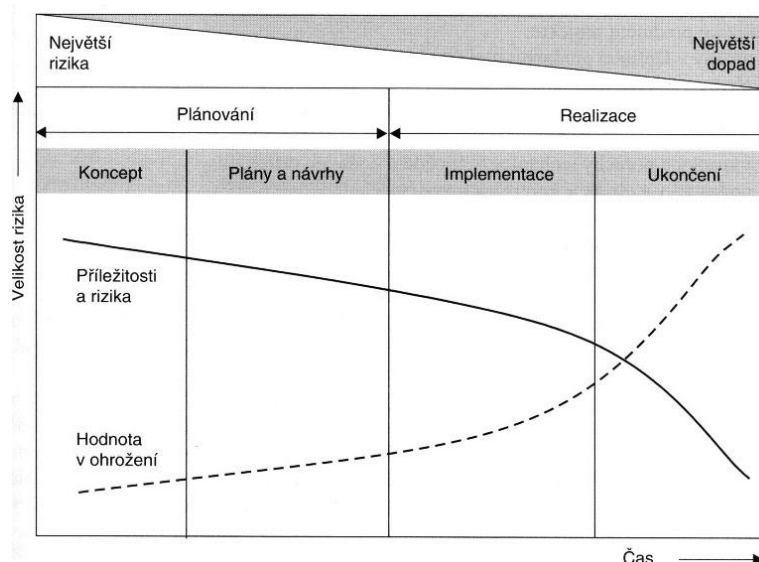 Největší
rizika
Největší
dopad
Plánování
Realizace
Koncept
Plány a návrhy
Implementace
Ukončení
Velikost rizika
Příležitosti
a rizika
Hodnota
v ohrožení
Čas